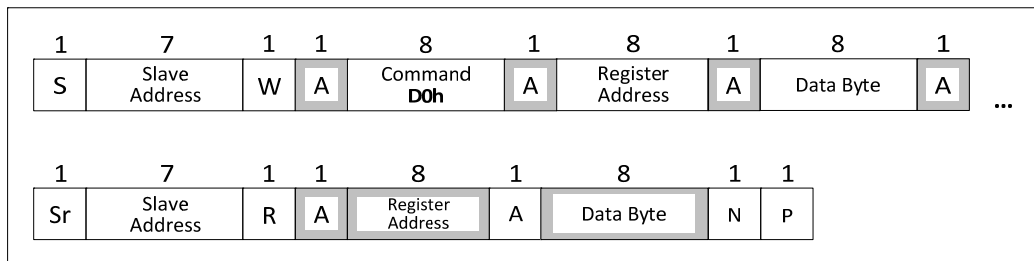 1 7 1 1 8 1 8 1 8 1
S Slave Address W A Command D0h A Register Address A Data Byte A ...
1 7 1 1 8 1 8 1 1
Sr Slave Address R A Register Address A Data Byte N P